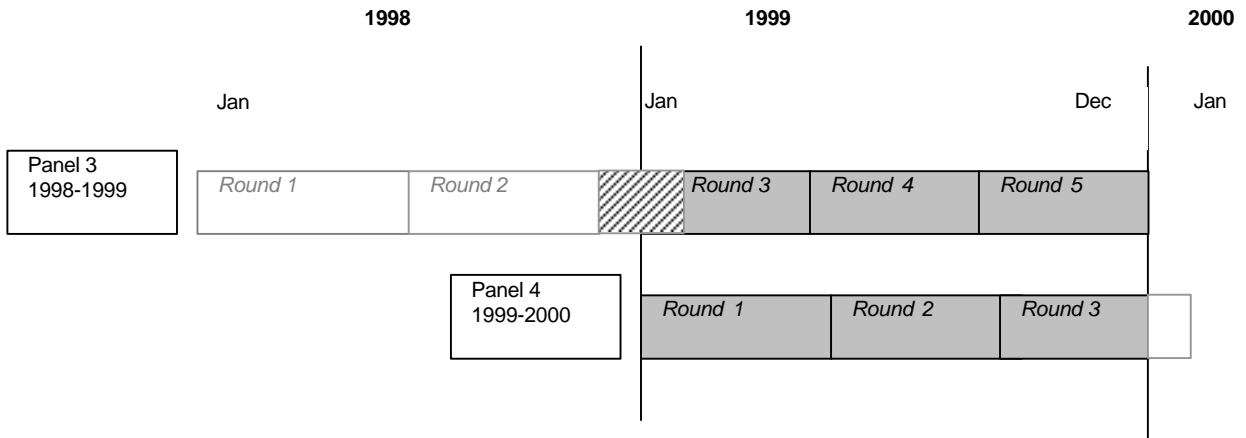 1998 1999 2000
Jan Jan Dec Jan
Panel 3
1998-1999
Round 1 Round 2 Round 3 Round 4 Round 5
Panel 4
1999-2000
Round 1 Round 2 Round 3